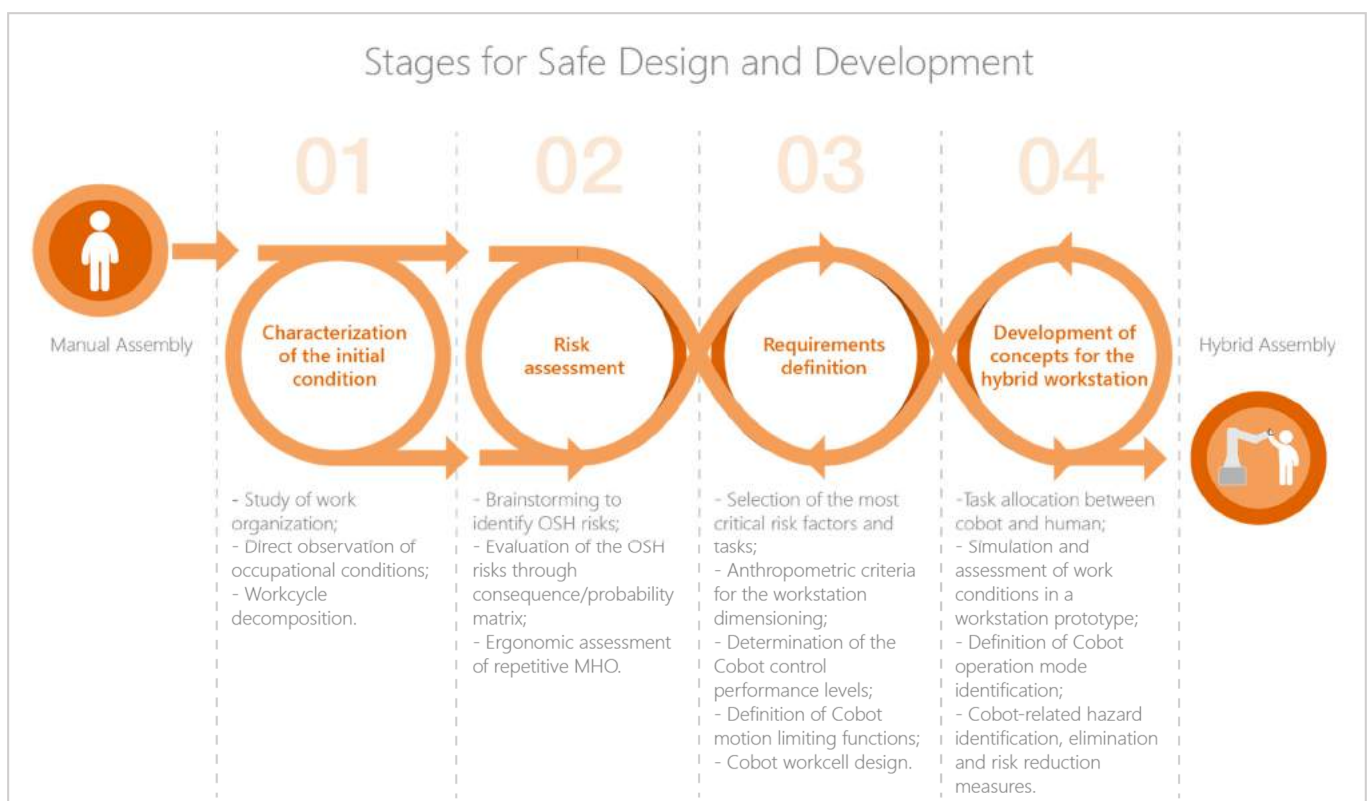 Stages for Safe Design and Development
01
02
03
04
Manual Assembly
Characterization
of the initial
condition
Risk
assessment
Requirements
definition
Development of
concepts for the
hybrid workstation
Hybrid Assembly
- Study of work
organization;
- Direct observation of
occupational conditions;
- Workcycle
decomposition.
- Brainstorming to
identify OSH risks;
- Evaluation of the OSH
risks through
consequence/probability
matrix;
- Ergonomic assessment
of repetitive MHO.
- Selection of the most
critical risk factors and
tasks;
- Anthropometric criteria
for the workstation
dimensioning;
- Determination of the
Cobot control
performance levels;
- Definition of Cobot
motion limiting functions;
- Cobot workcell design.
-Task allocation between
cobot and human;
- Simulation and
assessment of work
conditions in a
workstation prototype;
- Definition of Cobot
operation mode
identification;
- Cobot-related hazard
identification, elimination
and risk reduction
measures.